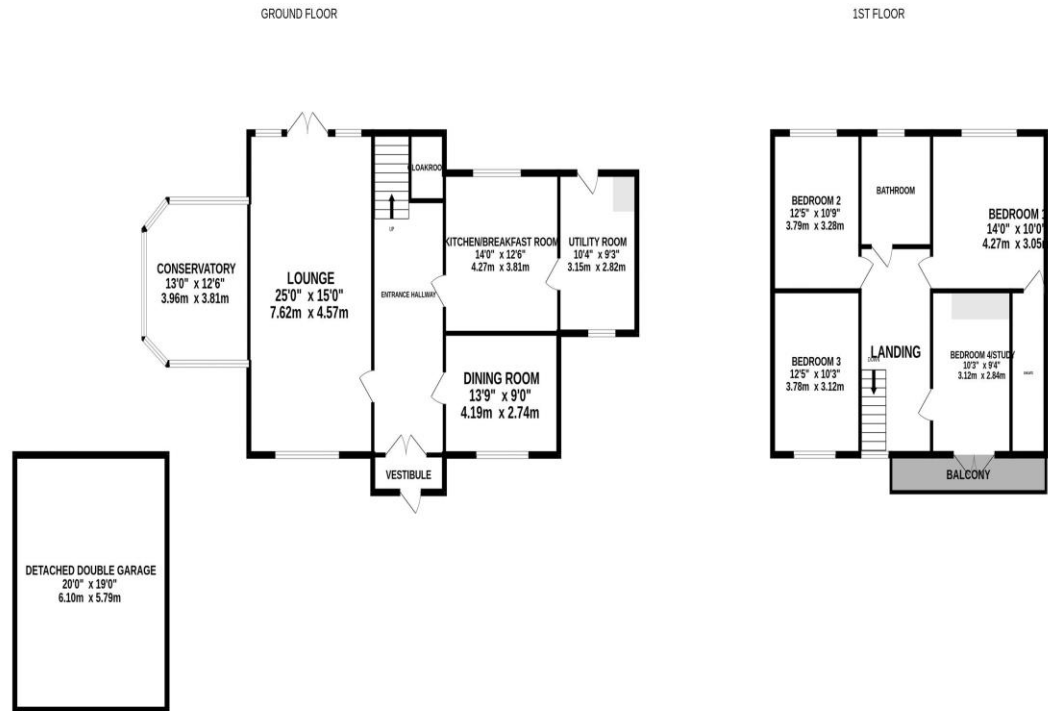 GROUND FLOOR
1ST FLOOR
CLOAKROOM
UP
CONSERVATORY
13'0" x 12'6"
3.96m x 3.81m
LOUNGE
25'0" x 15'0"
7.62m x 4.57m
ENTRANCE HALLWAY
KITCHEN/BREAKFAST ROOM
14'0" x 12'6"
4.27m x 3.81m
UTILITY ROOM
10'4" x 9'3"
3.15m x 2.82m
DINING ROOM
13'9" x 9'0"
4.19m x 2.74m
VESTIBULE
DETACHED DOUBLE GARAGE
20'0" x 19'0"
6.10m x 5.79m
BEDROOM 2
12'5" x 10'9"
3.79m x 3.28m
BATHROOM
BEDROOM 1
14'0" x 10'0"
4.27m x 3.05m
BEDROOM 3
12'5" x 10'3"
3.78m x 3.12m
LANDING
DOWN
BEDROOM 4/STUDY
10'3" x 9'4"
3.12m x 2.84m
BALCONY